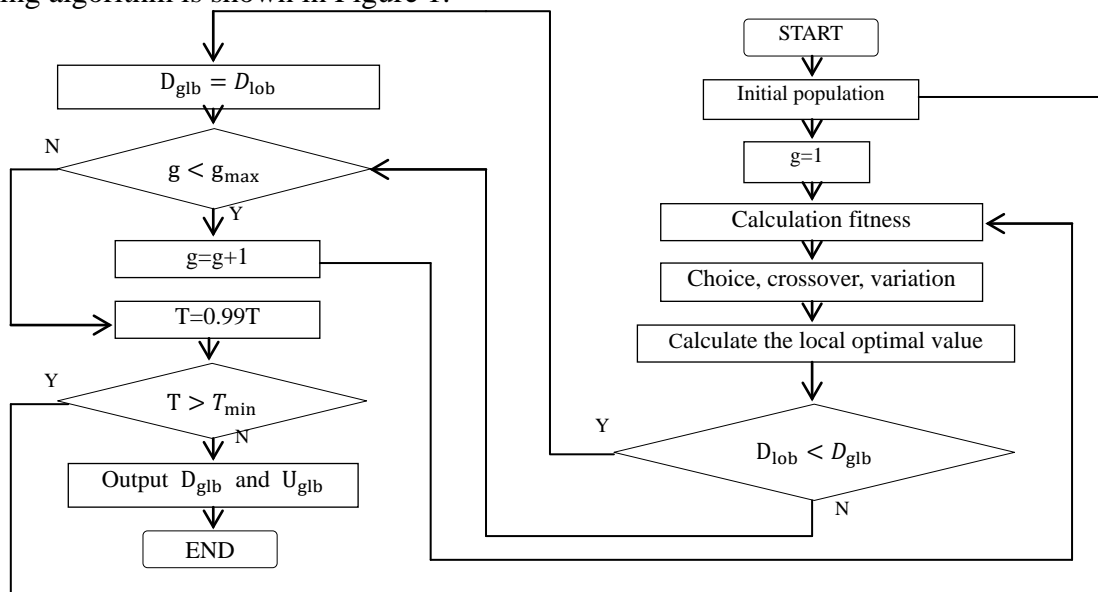 ing algorithm is shown in Figure 1.
START
Initial population
g=1
Calculation fitness
Choice, crossover, variation
Calculate the local optimal value
D_lob < D_glb
Y
N
D_glb = D_lob
g < g_max
N
Y
g=g+1
T=0.99T
T > T_min
Y
N
Output D_glb and U_glb
END